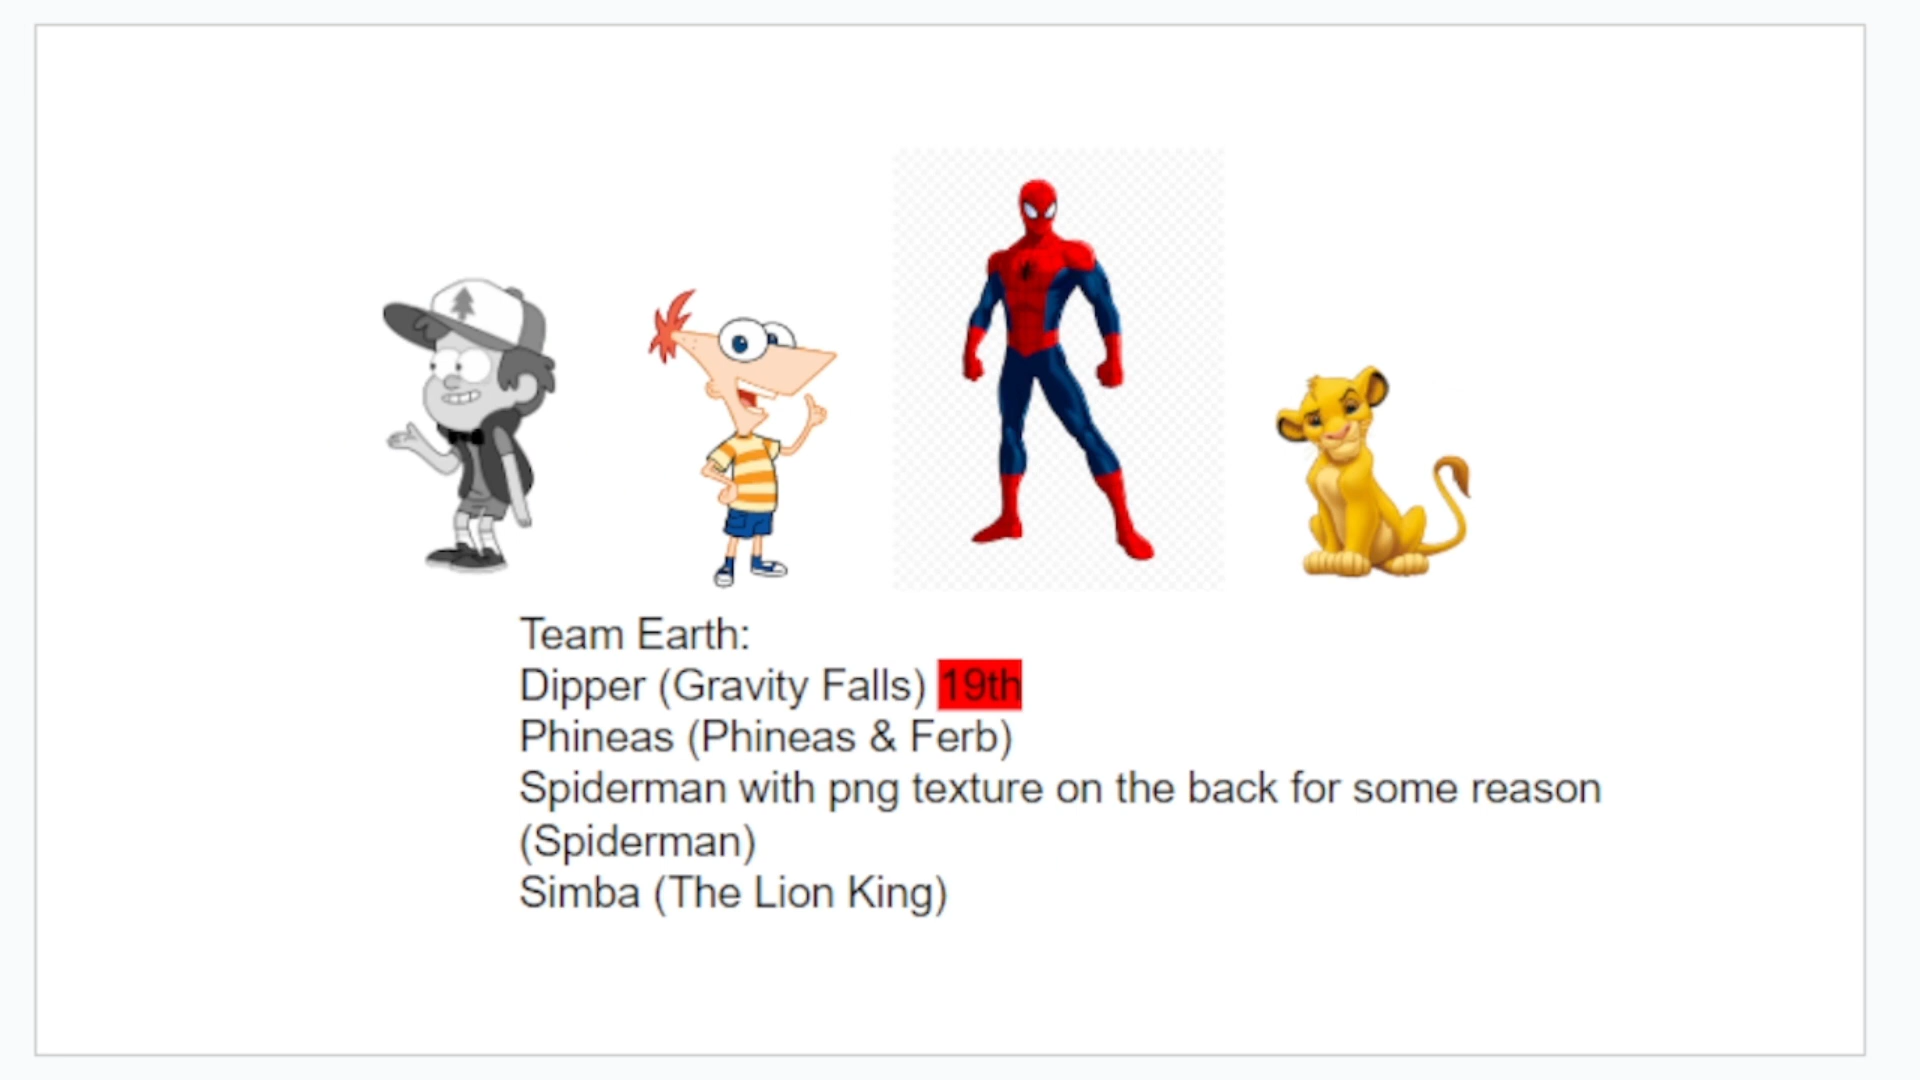 Team Earth:
Dipper (Gravity Falls) 19th
Phineas (Phineas & Ferb)
Spiderman with png texture on the back for some reason
(Spiderman)
Simba (The Lion King)